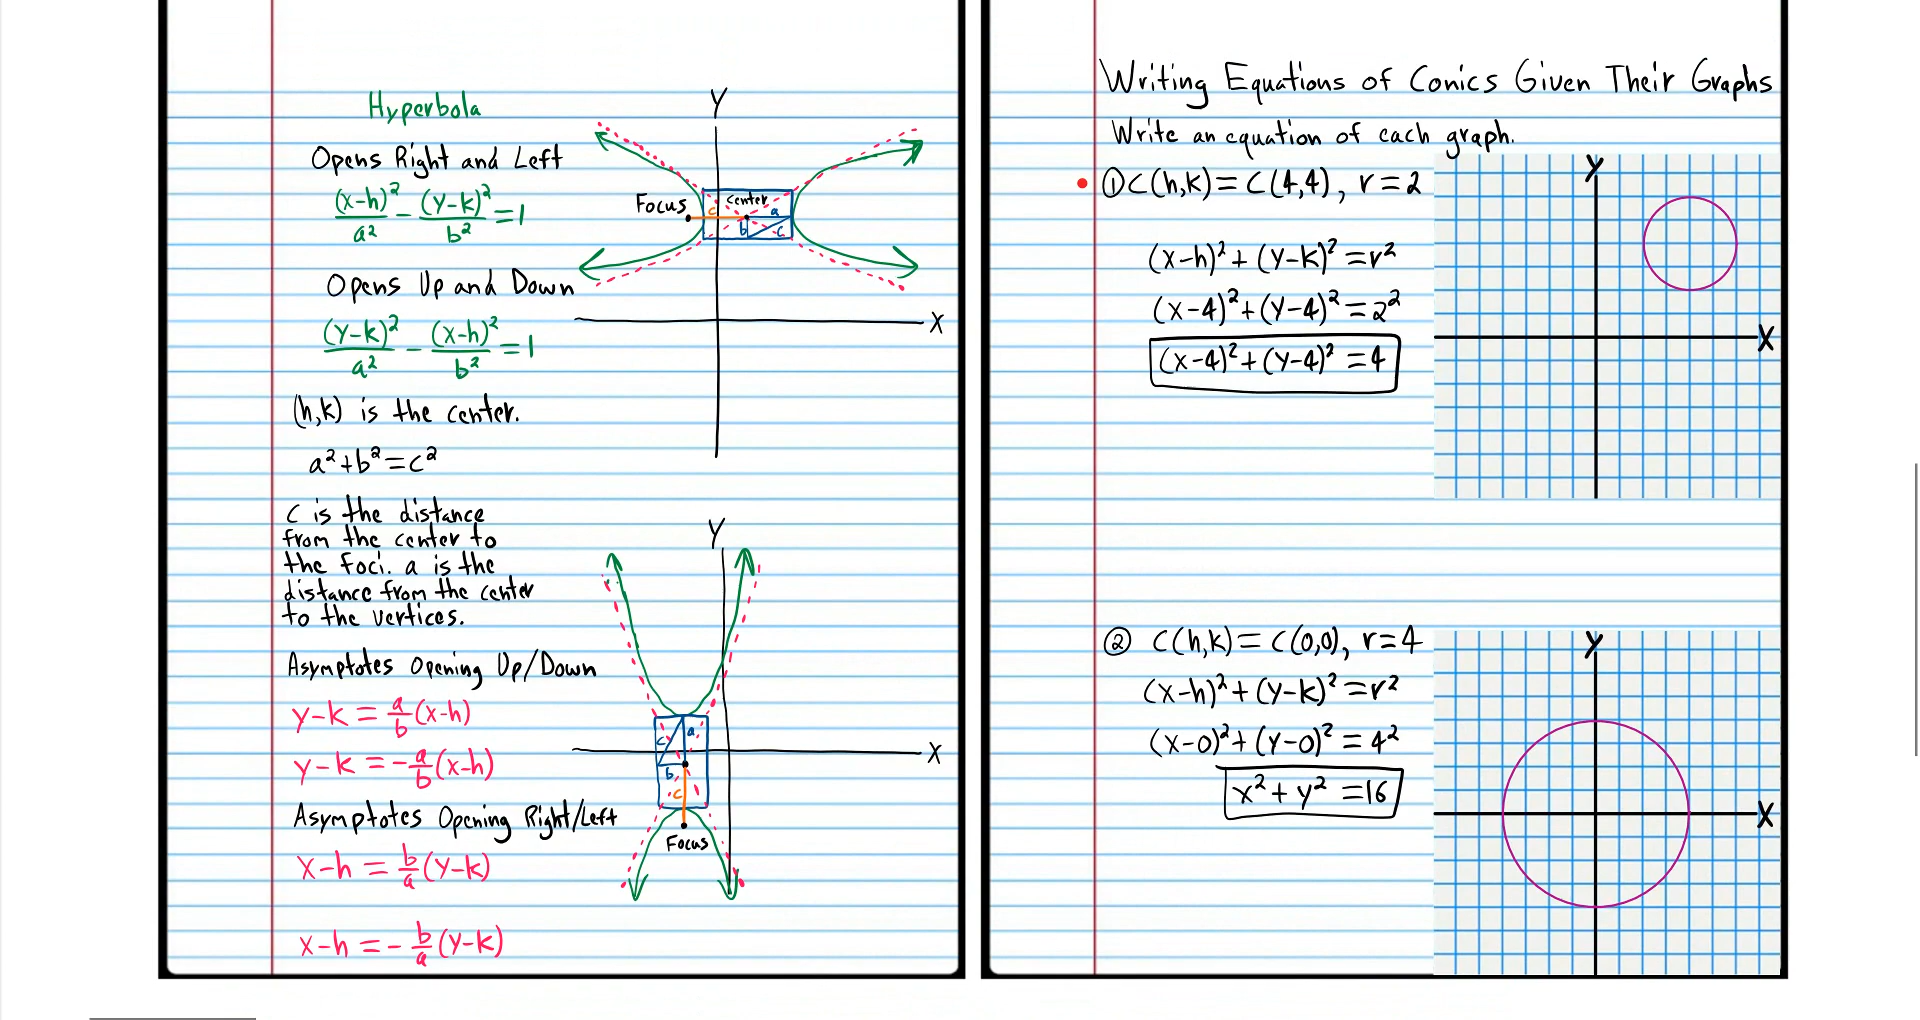 Hyperbola
Opens Right and Left
(x-h)²/a² - (y-k)²/b² = 1
Opens Up and Down
(y-k)²/a² - (x-h)²/b² = 1
(h,k) is the center.
a²+b²=c²
c is the distance
from the center to
the foci. a is the
distance from the center
to the vertices.
Asymptotes Opening Up/Down
y-k = a/b(x-h)
y-k = -a/b(x-h)
Asymptotes Opening Right/Left
x-h = b/a(y-k)
x-h = -b/a(y-k)
Y
Focus
c
center
a
b
c
X
Y
c
a
b
c
X
Focus
Writing Equations of Conics Given Their Graphs
Write an equation of each graph.
① C(h,k)=C(4,4), r=2
(x-h)²+(y-k)²=r²
(x-4)²+(y-4)²=2²
(x-4)²+(y-4)²=4
Y
X
② C(h,k)=C(0,0), r=4
(x-h)²+(y-k)²=r²
(x-0)²+(y-0)²=4²
x²+y²=16
Y
X